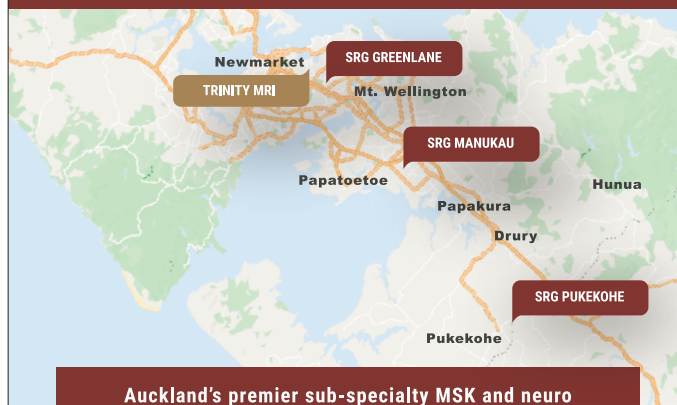 Newmarket
SRG GREENLANE
TRINITY MRI
Mt. Wellington
SRG MANUKAU
Papatoetoe
Hunua
Papakura
Drury
SRG PUKEKOHE
Pukekohe
Auckland's premier sub-specialty MSK and neuro